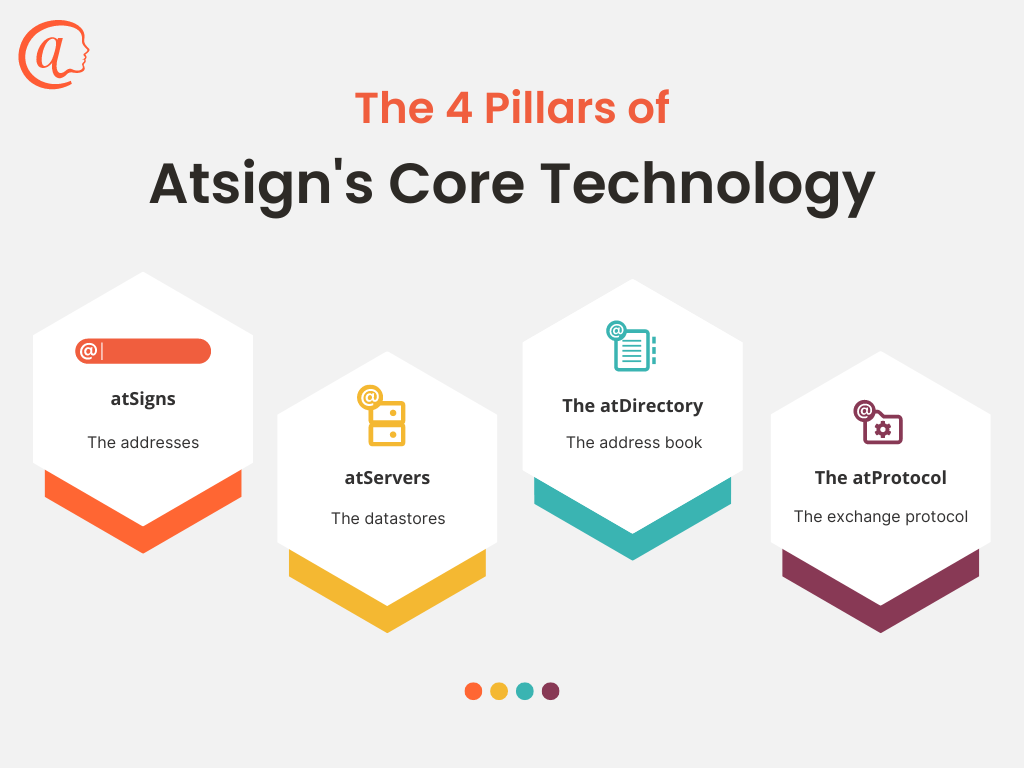 The 4 Pillars of
Atsign's Core Technology
@
atSigns
The addresses
@
atServers
The datastores
@
The atDirectory
The address book
@
The atProtocol
The exchange protocol